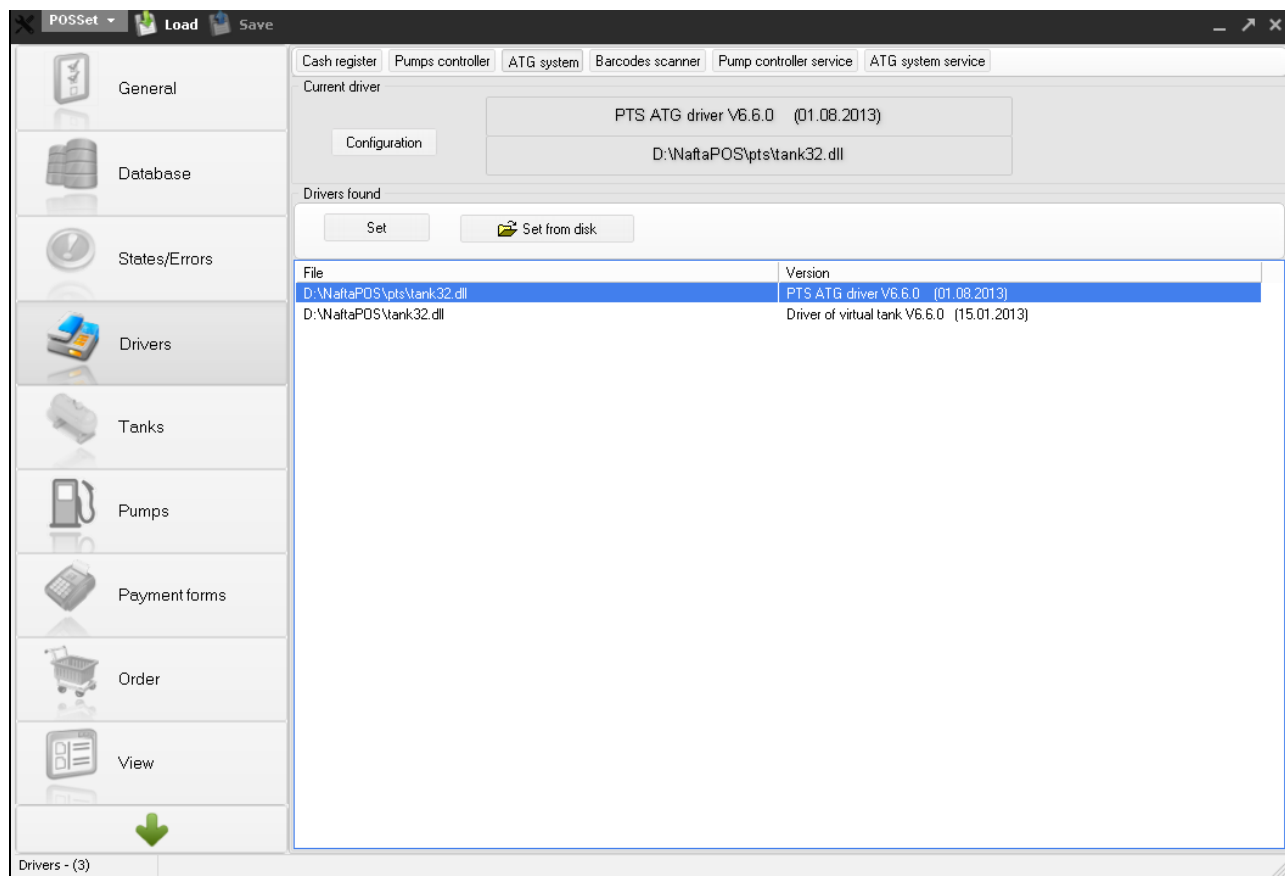 POSSet Load Save
Cash register Pumps controller ATG system Barcodes scanner Pump controller service ATG system service
General
Database
States/Errors
Drivers
Tanks
Pumps
Payment forms
Order
View
Current driver
Configuration
PTS ATG driver V6.6.0 (01.08.2013)
D:\NaftaPOS\pts\tank32.dll
Drivers found
Set Set from disk
File Version
D:\NaftaPOS\pts\tank32.dll PTS ATG driver V6.6.0 (01.08.2013)
D:\NaftaPOS\tank32.dll Driver of virtual tank V6.6.0 (15.01.2013)
Drivers - (3)